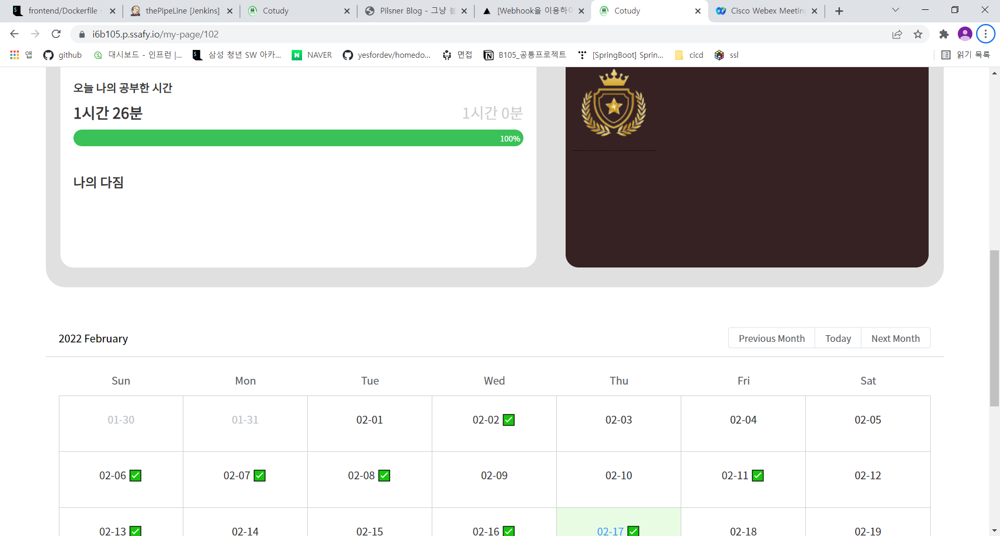 frontend/Dockerfile
thePipeLine [Jenkins]
Cotudy
Pilsner Blog - 그냥
[Webhook을 이용하여
Cotudy
Cisco Webex Meeting
i6b105.p.ssafy.io/my-page/102
앱
github
대시보드 - 인프런 |...
삼성 청년 SW 아카...
NAVER
yesfordev/homedo...
면접
B105_공통프로젝트
[SpringBoot] Sprin...
cicd
ssl
읽기 목록
오늘 나의 공부한 시간
1시간 26분 1시간 0분
100%
나의 다짐
2022 February
Previous Month Today Next Month
Sun Mon Tue Wed Thu Fri Sat
01-30 01-31 02-01 02-02 ✅ 02-03 02-04 02-05
02-06 ✅ 02-07 ✅ 02-08 ✅ 02-09 02-10 02-11 ✅ 02-12
02-13 ✅ 02-14 02-15 02-16 ✅ 02-17 ✅ 02-18 02-19